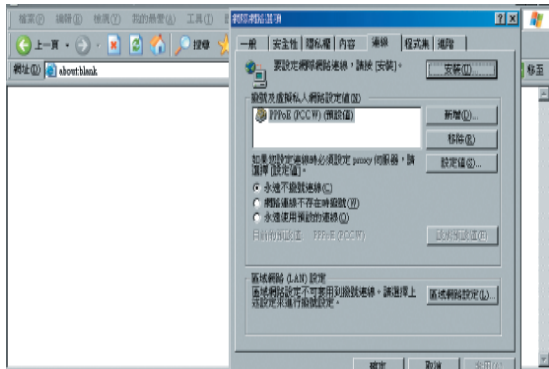 檔案(F) 編輯(E) 檢視(V) 我的最愛(A) 工具(T)
上一頁
搜尋
網址(D) about:blank
移至
網際網路選項
一般 安全性 隱私權 內容 連線 程式集 進階
要設定網際網路連線，請按 [安裝]。
安裝(U)...
撥號及虛擬私人網路設定值(N)
PPPoE (PCCW) (預設值)
新增(D)...
移除(R)
如果您設定連線時必須設定 proxy 伺服器，請
選擇 [設定值]。
設定值(S)...
永遠不撥號連線(C)
網路連線不存在時撥號(W)
永遠使用預設的連線(O)
目前的預設值 PPPoE (PCCW)
設成預設值(E)
區域網路 (LAN) 設定
區域網路設定不可套用到撥號連線。請選擇上
述設定來進行撥號設定。
區域網路設定(L)...
確定 取消 套用(A)